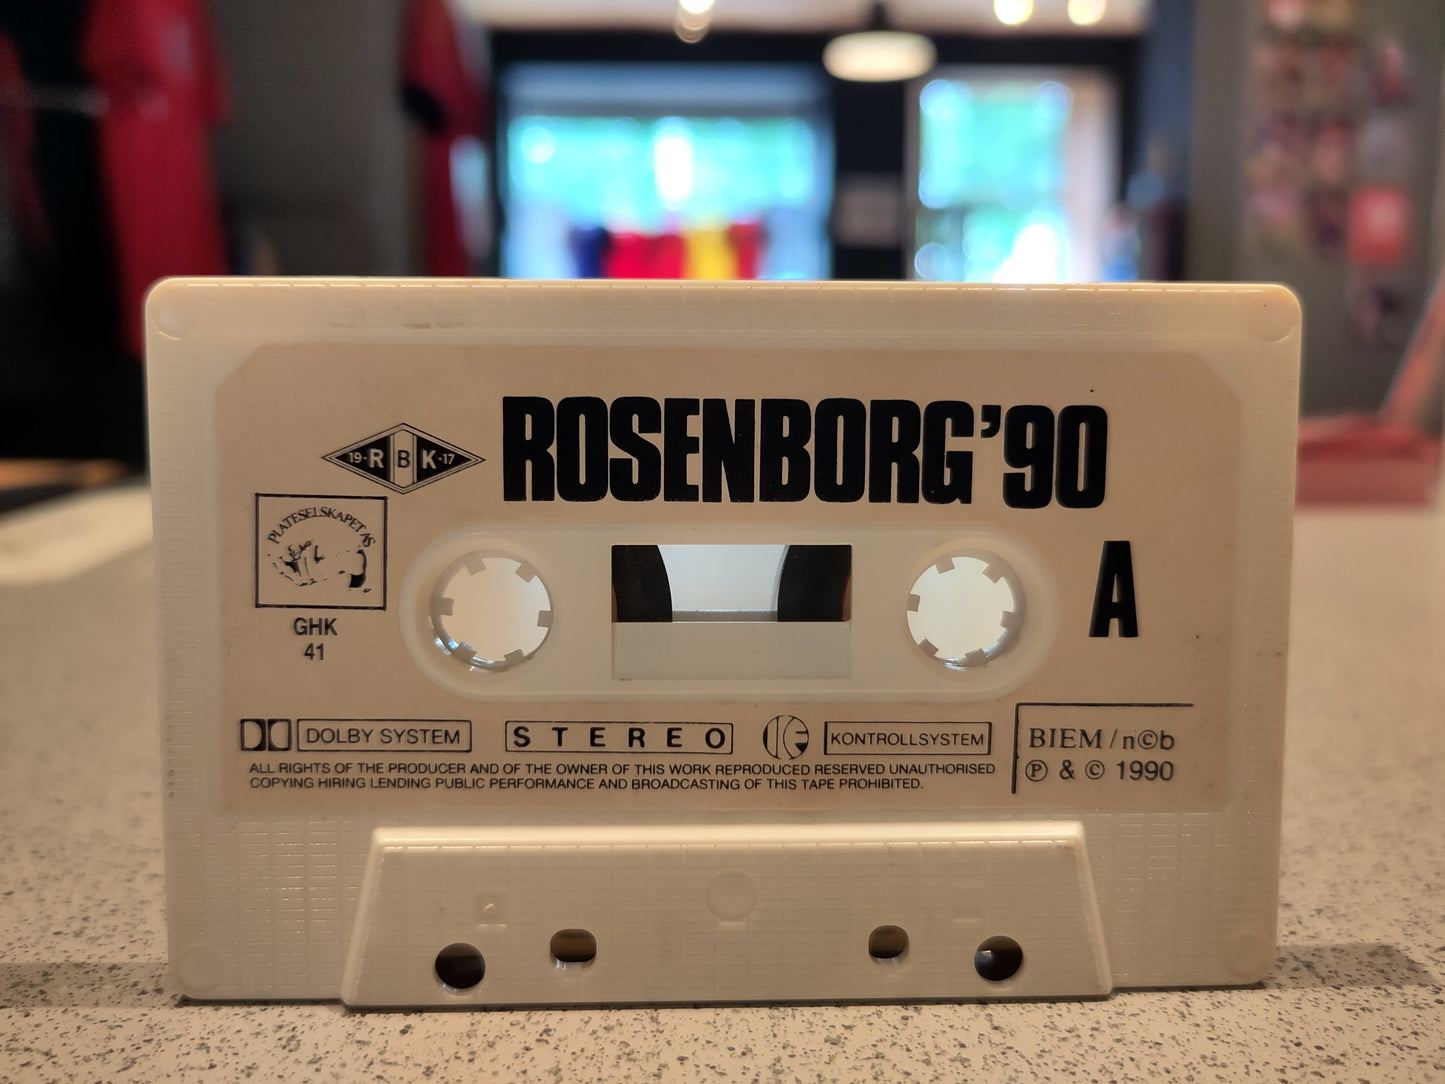 ROSENBORG'90
19-RBK-17
PLATESELSKAPET AS
GHK
41
A
DOLBY SYSTEM
STEREO
KONTROLLSYSTEM
BIEM/n©b
℗ & © 1990
ALL RIGHTS OF THE PRODUCER AND OF THE OWNER OF THIS WORK REPRODUCED RESERVED UNAUTHORISED
COPYING HIRING LENDING PUBLIC PERFORMANCE AND BROADCASTING OF THIS TAPE PROHIBITED.